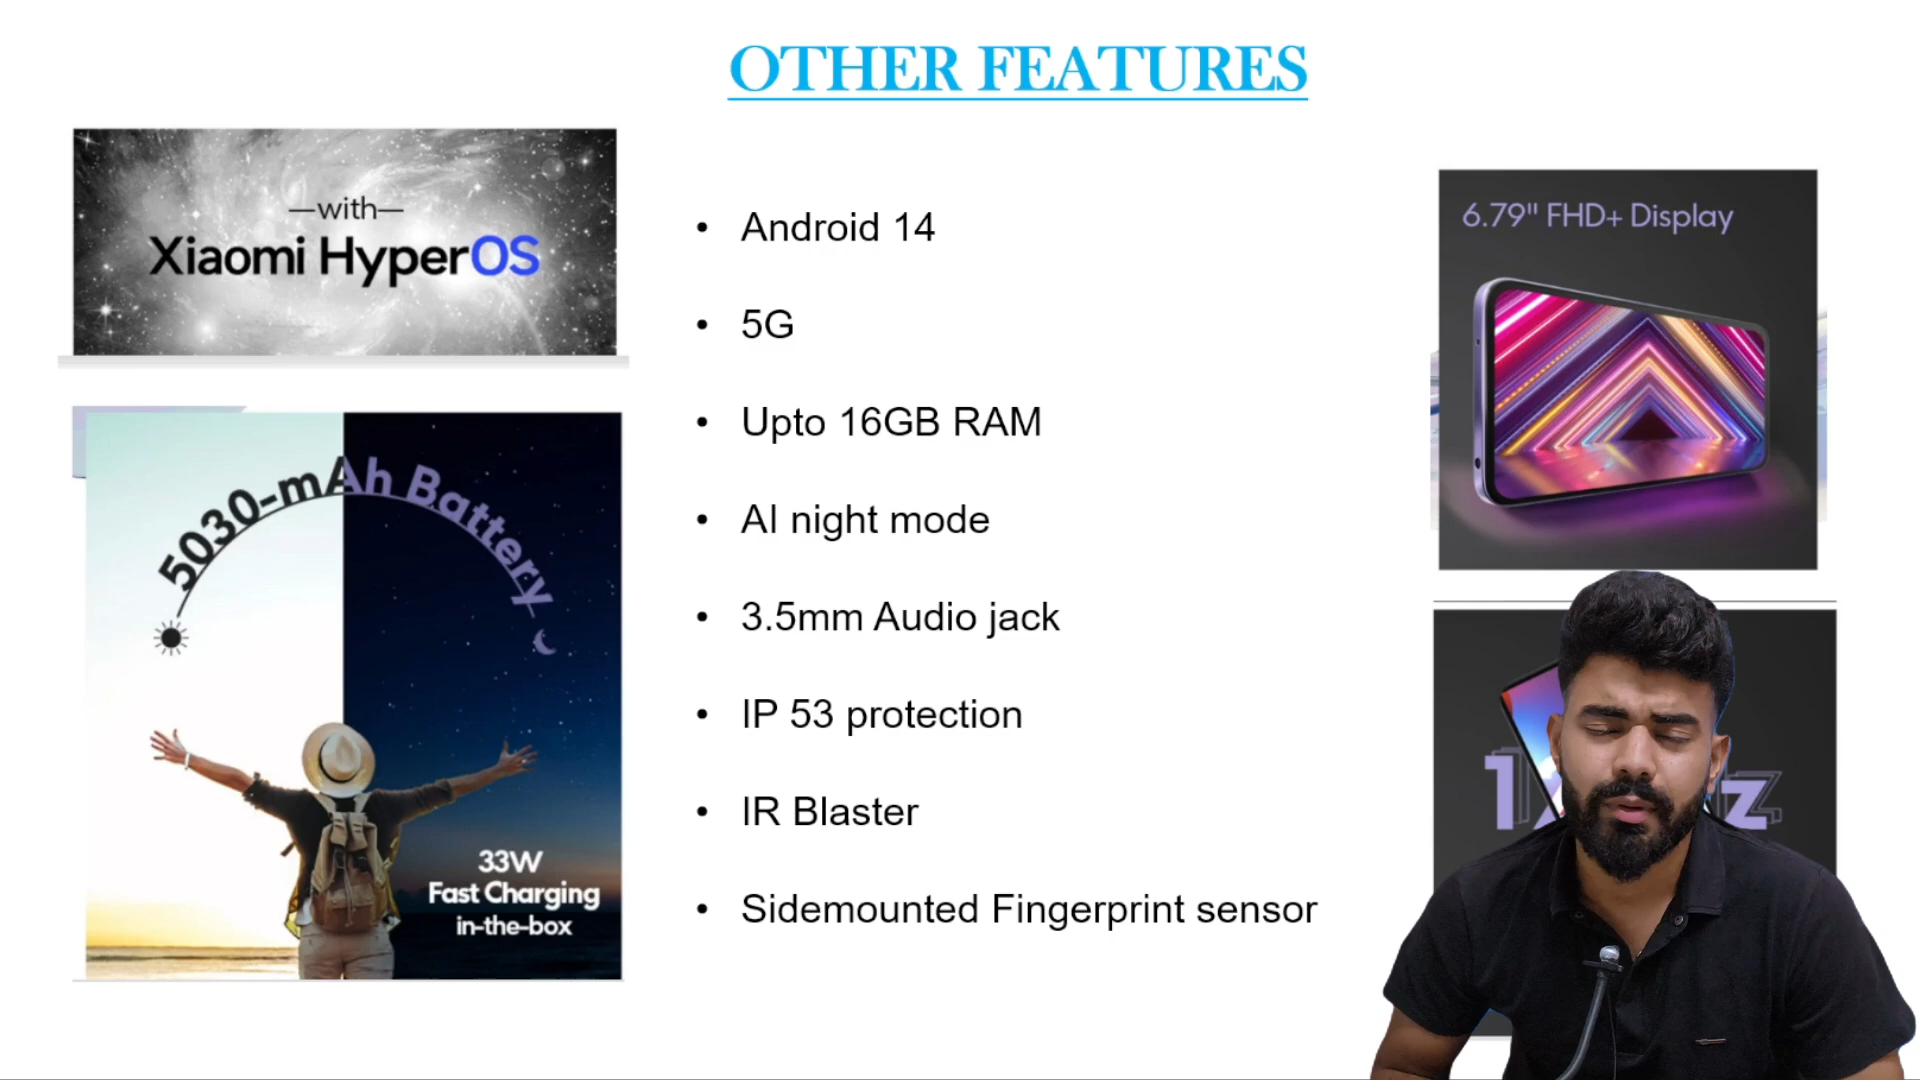 OTHER FEATURES
—with—
Xiaomi HyperOS
5030-mAh Battery
33W
Fast Charging
in-the-box
• Android 14
• 5G
• Upto 16GB RAM
• AI night mode
• 3.5mm Audio jack
• IP 53 protection
• IR Blaster
• Sidemounted Fingerprint sensor
6.79" FHD+ Display